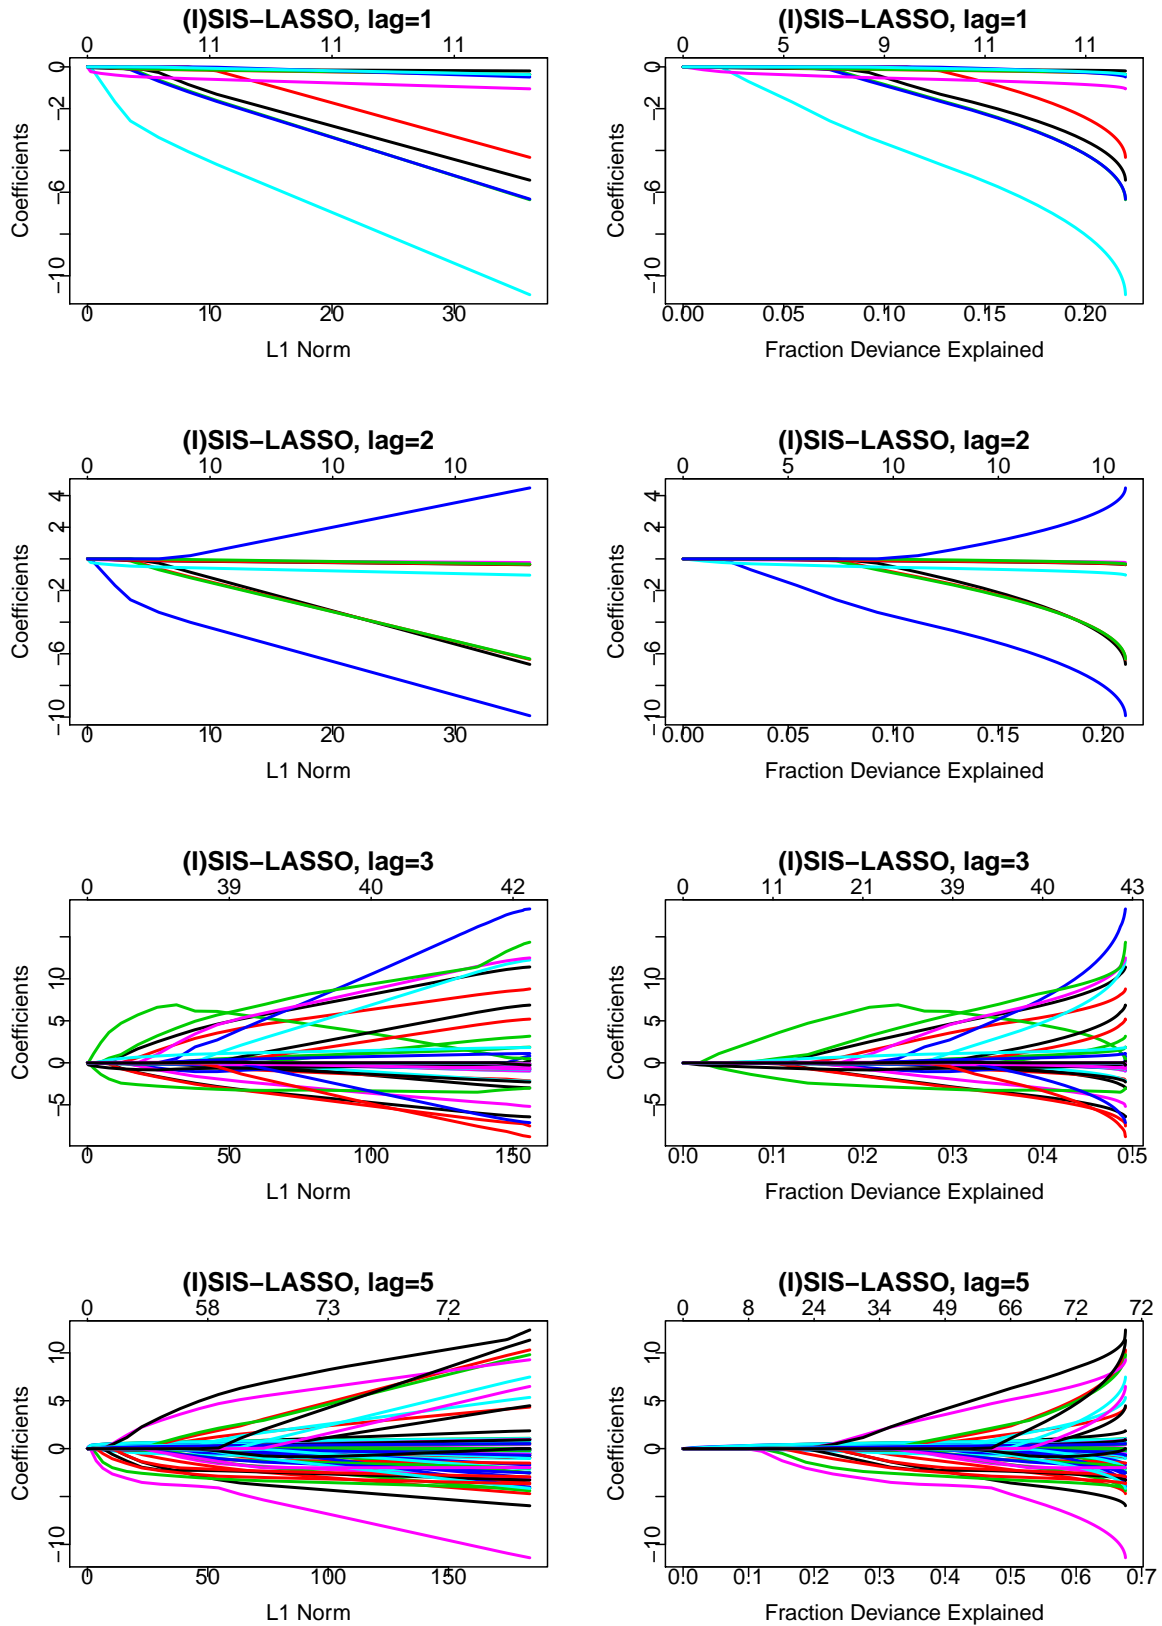 (I)SIS−LASSO, lag=1
0 11 11 11
0 −2 −6 −10
Coefficients
0 10 20 30
L1 Norm
(I)SIS−LASSO, lag=1
0 5 9 11 11
0 −2 −6 −10
Coefficients
0.00 0.05 0.10 0.15 0.20
Fraction Deviance Explained
(I)SIS−LASSO, lag=2
0 10 10 10
4 2 −2 −6 −10
Coefficients
0 10 20 30
L1 Norm
(I)SIS−LASSO, lag=2
0 5 10 10 10
4 2 −2 −6 −10
Coefficients
0.00 0.05 0.10 0.15 0.20
Fraction Deviance Explained
(I)SIS−LASSO, lag=3
0 39 40 42
10 5 0 −5
Coefficients
0 50 100 150
L1 Norm
(I)SIS−LASSO, lag=3
0 11 21 39 40 43
10 5 0 −5
Coefficients
0.0 0.1 0.2 0.3 0.4 0.5
Fraction Deviance Explained
(I)SIS−LASSO, lag=5
0 58 73 72
10 5 0 −10
Coefficients
0 50 100 150
L1 Norm
(I)SIS−LASSO, lag=5
0 8 24 34 49 66 72 72
10 5 0 −10
Coefficients
0.0 0.1 0.2 0.3 0.4 0.5 0.6 0.7
Fraction Deviance Explained